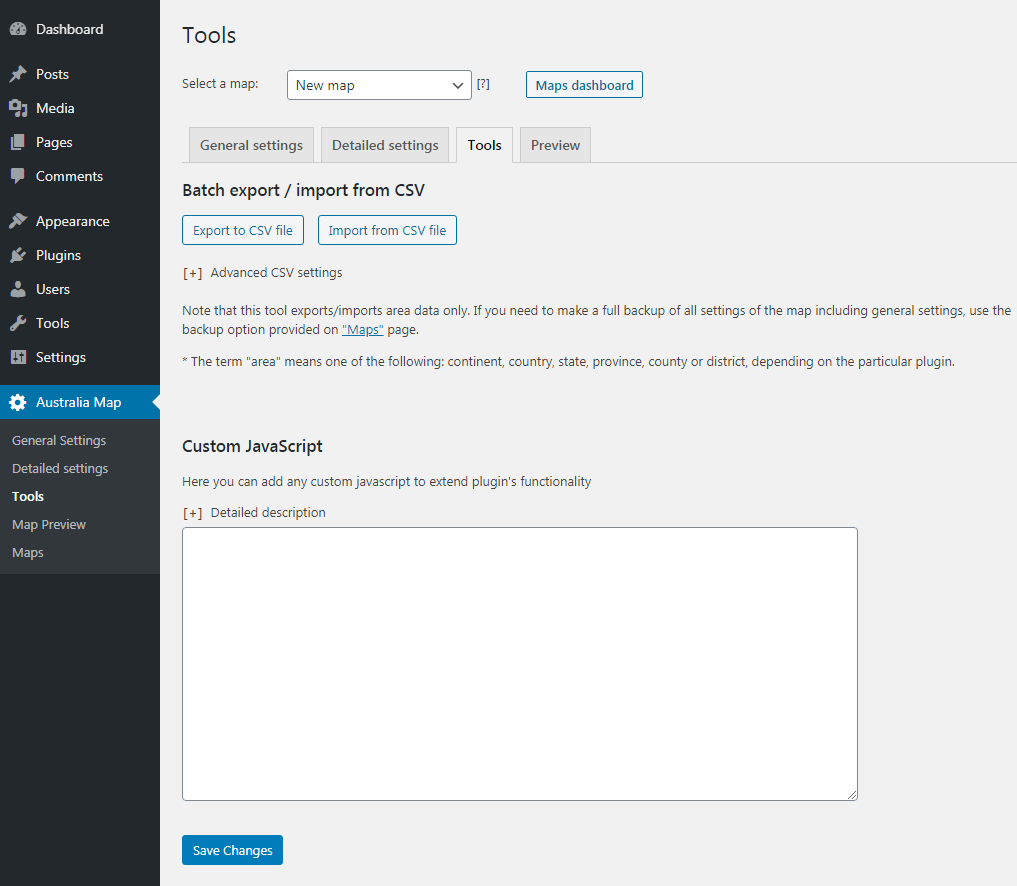 Dashboard
Posts
Media
Pages
Comments
Appearance
Plugins
Users
Tools
Settings
Australia Map
General Settings
Detailed settings
Tools
Map Preview
Maps
Tools
Select a map: New map [?] Maps dashboard
General settings Detailed settings Tools Preview
Batch export / import from CSV
Export to CSV file Import from CSV file
[+] Advanced CSV settings
Note that this tool exports/imports area data only. If you need to make a full backup of all settings of the map including general settings, use the
backup option provided on "Maps" page.
* The term "area" means one of the following: continent, country, state, province, county or district, depending on the particular plugin.
Custom JavaScript
Here you can add any custom javascript to extend plugin's functionality
[+] Detailed description
Save Changes